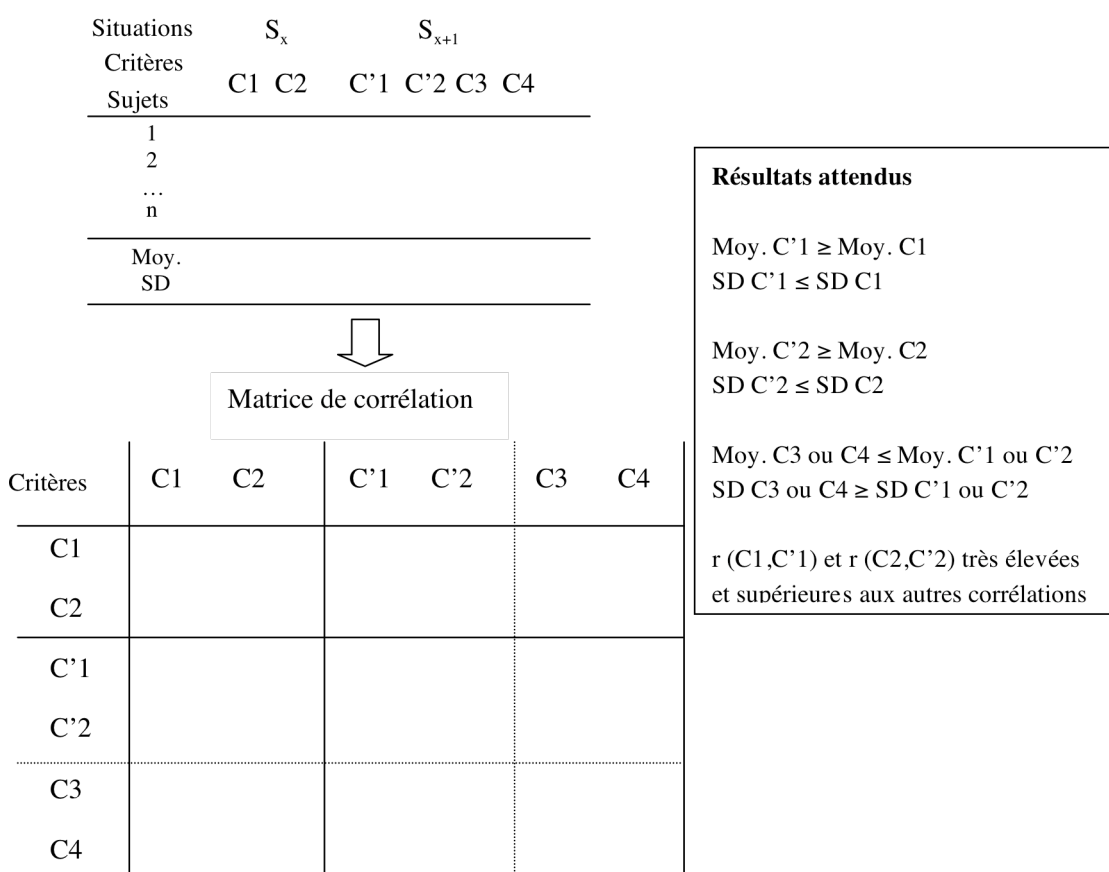 Situations S_x S_{x+1}
Critères
Sujets C1 C2 C’1 C’2 C3 C4
1
2
…
n
Moy.
SD
Matrice de corrélation
Critères C1 C2 C’1 C’2 C3 C4
C1
C2
C’1
C’2
C3
C4
Résultats attendus
Moy. C’1 ≥ Moy. C1
SD C’1 ≤ SD C1
Moy. C’2 ≥ Moy. C2
SD C’2 ≤ SD C2
Moy. C3 ou C4 ≤ Moy. C’1 ou C’2
SD C3 ou C4 ≥ SD C’1 ou C’2
r (C1,C’1) et r (C2,C’2) très élevées
et supérieures aux autres corrélations